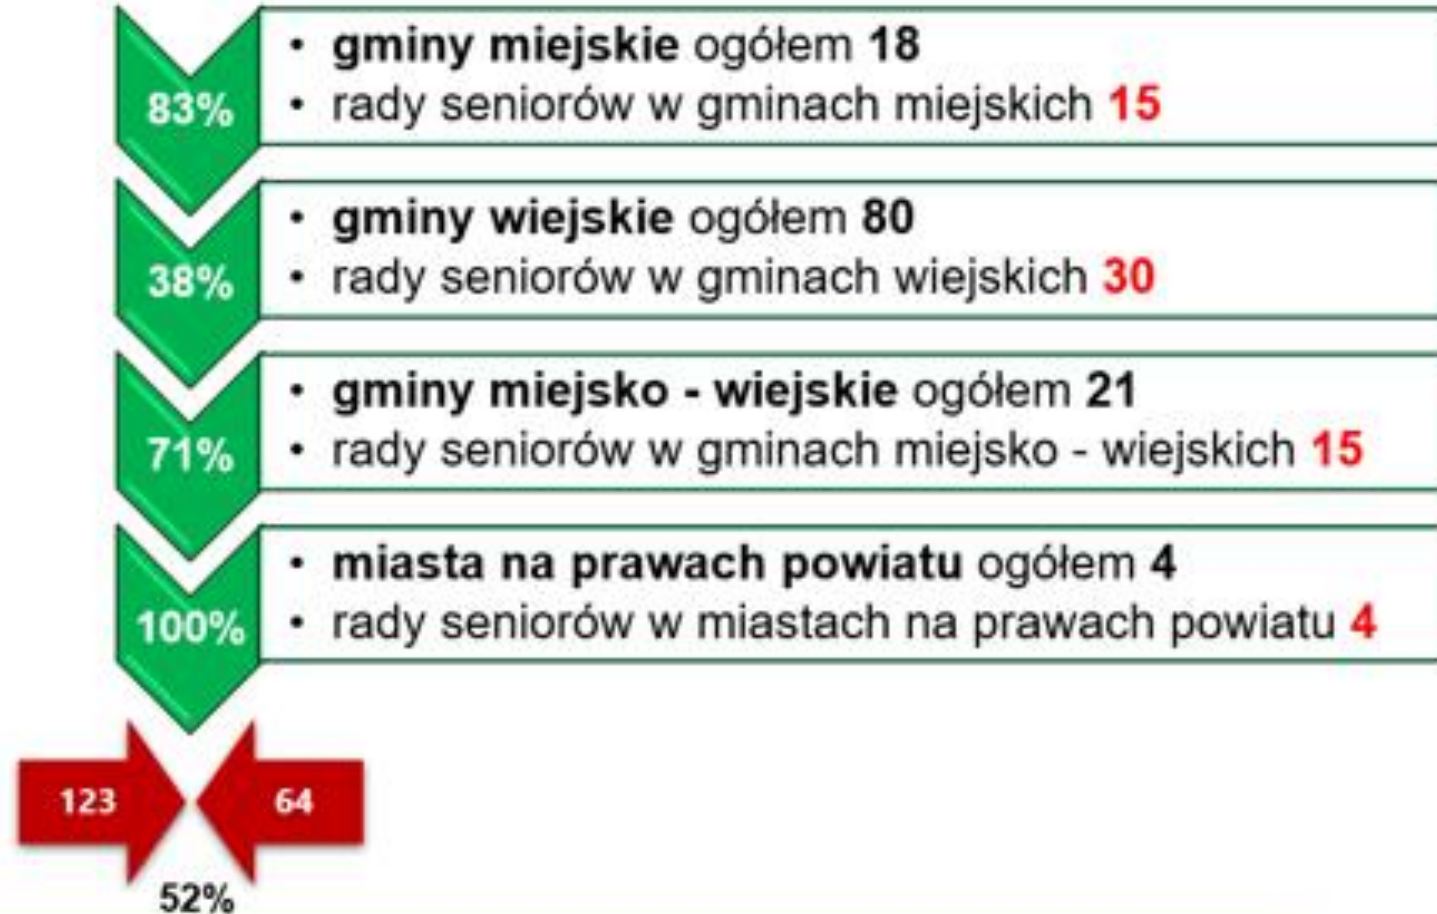 • gminy miejskie ogółem 18
83%
• rady seniorów w gminach miejskich 15
• gminy wiejskie ogółem 80
38%
• rady seniorów w gminach wiejskich 30
• gminy miejsko - wiejskie ogółem 21
71%
• rady seniorów w gminach miejsko - wiejskich 15
• miasta na prawach powiatu ogółem 4
100%
• rady seniorów w miastach na prawach powiatu 4
123
64
52%